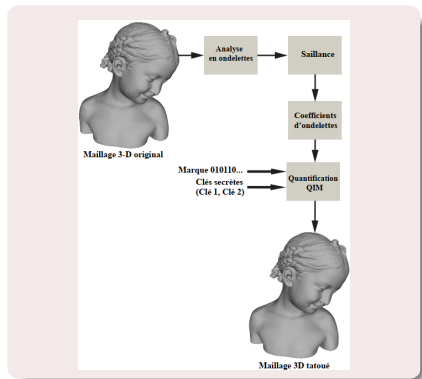 Analyse
en ondelettes
Saillance
Coefficients
d'ondelettes
Maillage 3-D original
Marque 010110...
Clés secrètes
(Clé 1, Clé 2)
Quantification
QIM
Maillage 3D tatoué